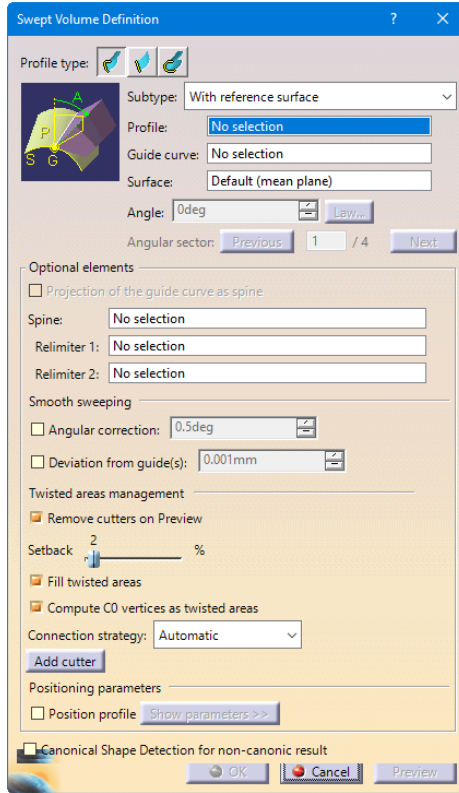 Swept Volume Definition ? ×
Profile type:
A
P
S G
Subtype: With reference surface
Profile: No selection
Guide curve: No selection
Surface: Default (mean plane)
Angle: 0deg Law...
Angular sector: Previous 1 / 4 Next
Optional elements
Projection of the guide curve as spine
Spine: No selection
Relimiter 1: No selection
Relimiter 2: No selection
Smooth sweeping
Angular correction: 0.5deg
Deviation from guide(s): 0.001mm
Twisted areas management
Remove cutters on Preview
2
Setback %
Fill twisted areas
Compute C0 vertices as twisted areas
Connection strategy: Automatic
Add cutter
Positioning parameters
Position profile Show parameters >>
Canonical Shape Detection for non-canonic result
OK Cancel Preview